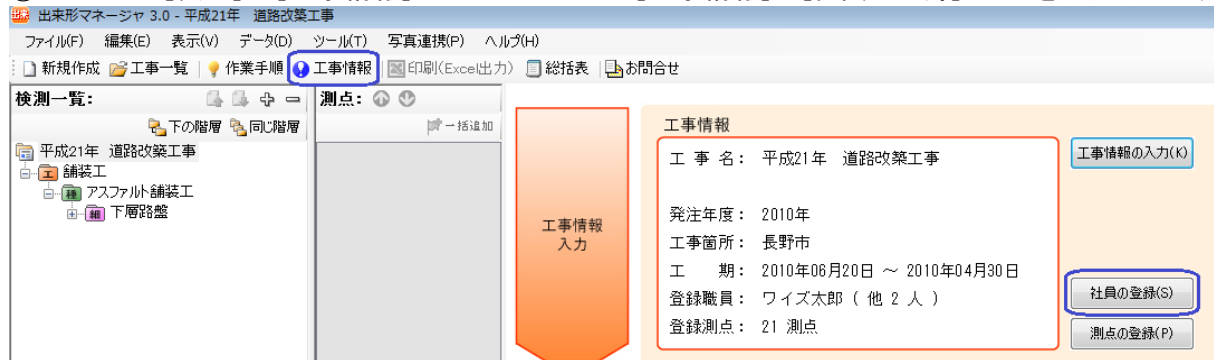 出来形マネージャ 3.0 - 平成21年 道路改築工事
ファイル(F) 編集(E) 表示(V) データ(D) ツール(T) 写真連携(P) ヘルプ(H)
新規作成 工事一覧 作業手順 工事情報 印刷(Excel出力) 総括表 お問合せ
検測一覧: 測点:
下の階層 同じ階層 一括追加
平成21年 道路改築工事
工 舗装工
種 アスファルト舗装工
細 下層路盤
工事情報
入力
工事情報
工 事 名: 平成21年 道路改築工事
工事情報の入力(K)
発注年度: 2010年
工事箇所: 長野市
工 期: 2010年06月20日 ~ 2010年04月30日
登録職員: ワイズ太郎 ( 他 2 人 )
社員の登録(S)
登録測点: 21 測点
測点の登録(P)